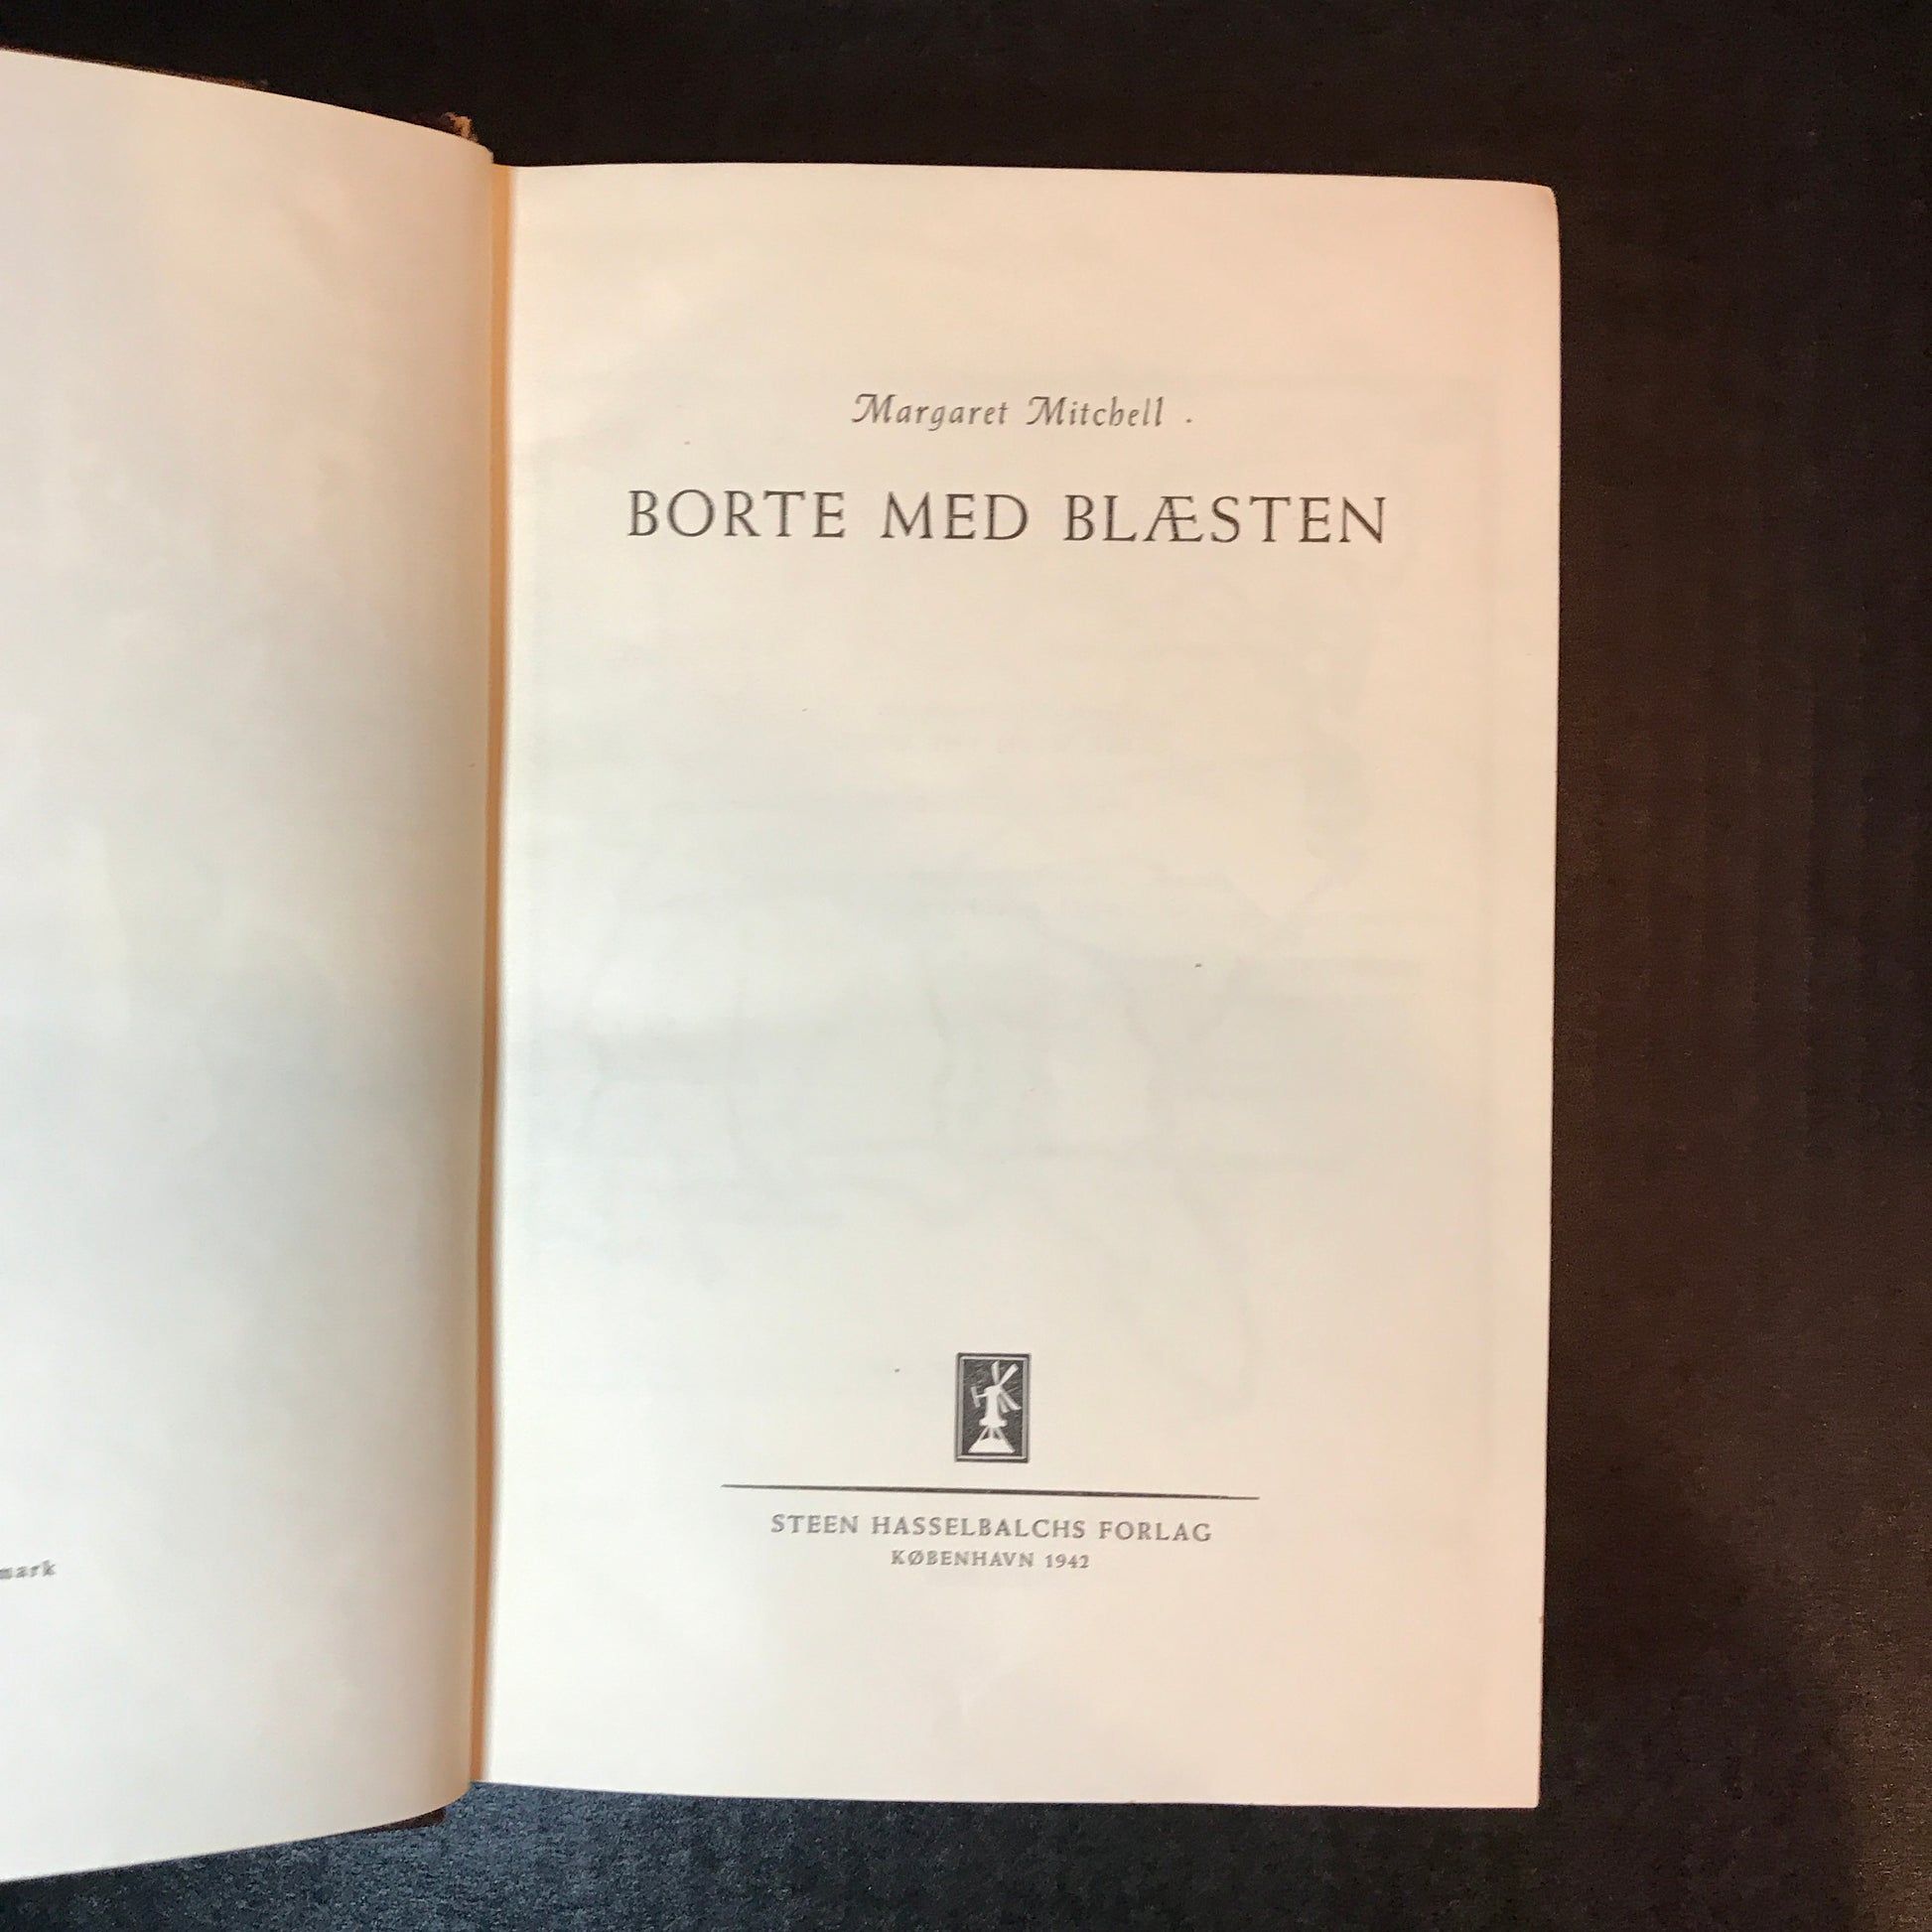 mark
Margaret Mitchell
BORTE MED BLÆSTEN
STEEN HASSELBALCHS FORLAG
KØBENHAVN 1942